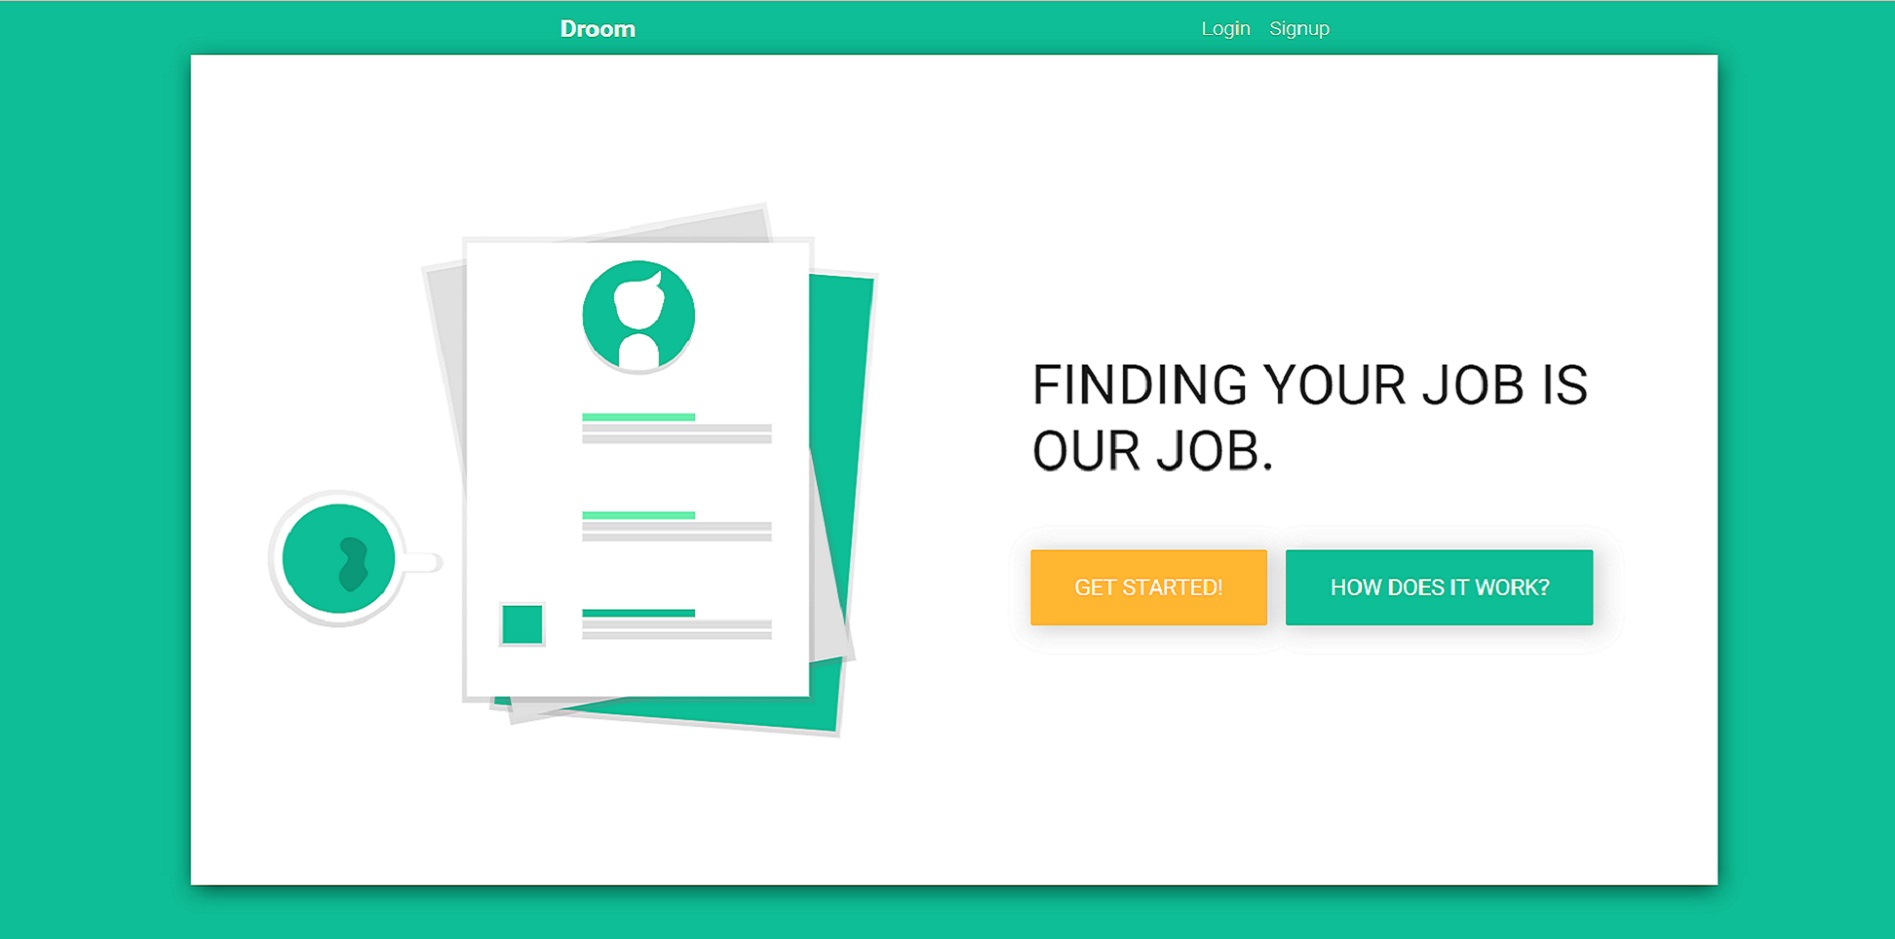 Droom
Login Signup
FINDING YOUR JOB IS
OUR JOB.
GET STARTED!
HOW DOES IT WORK?